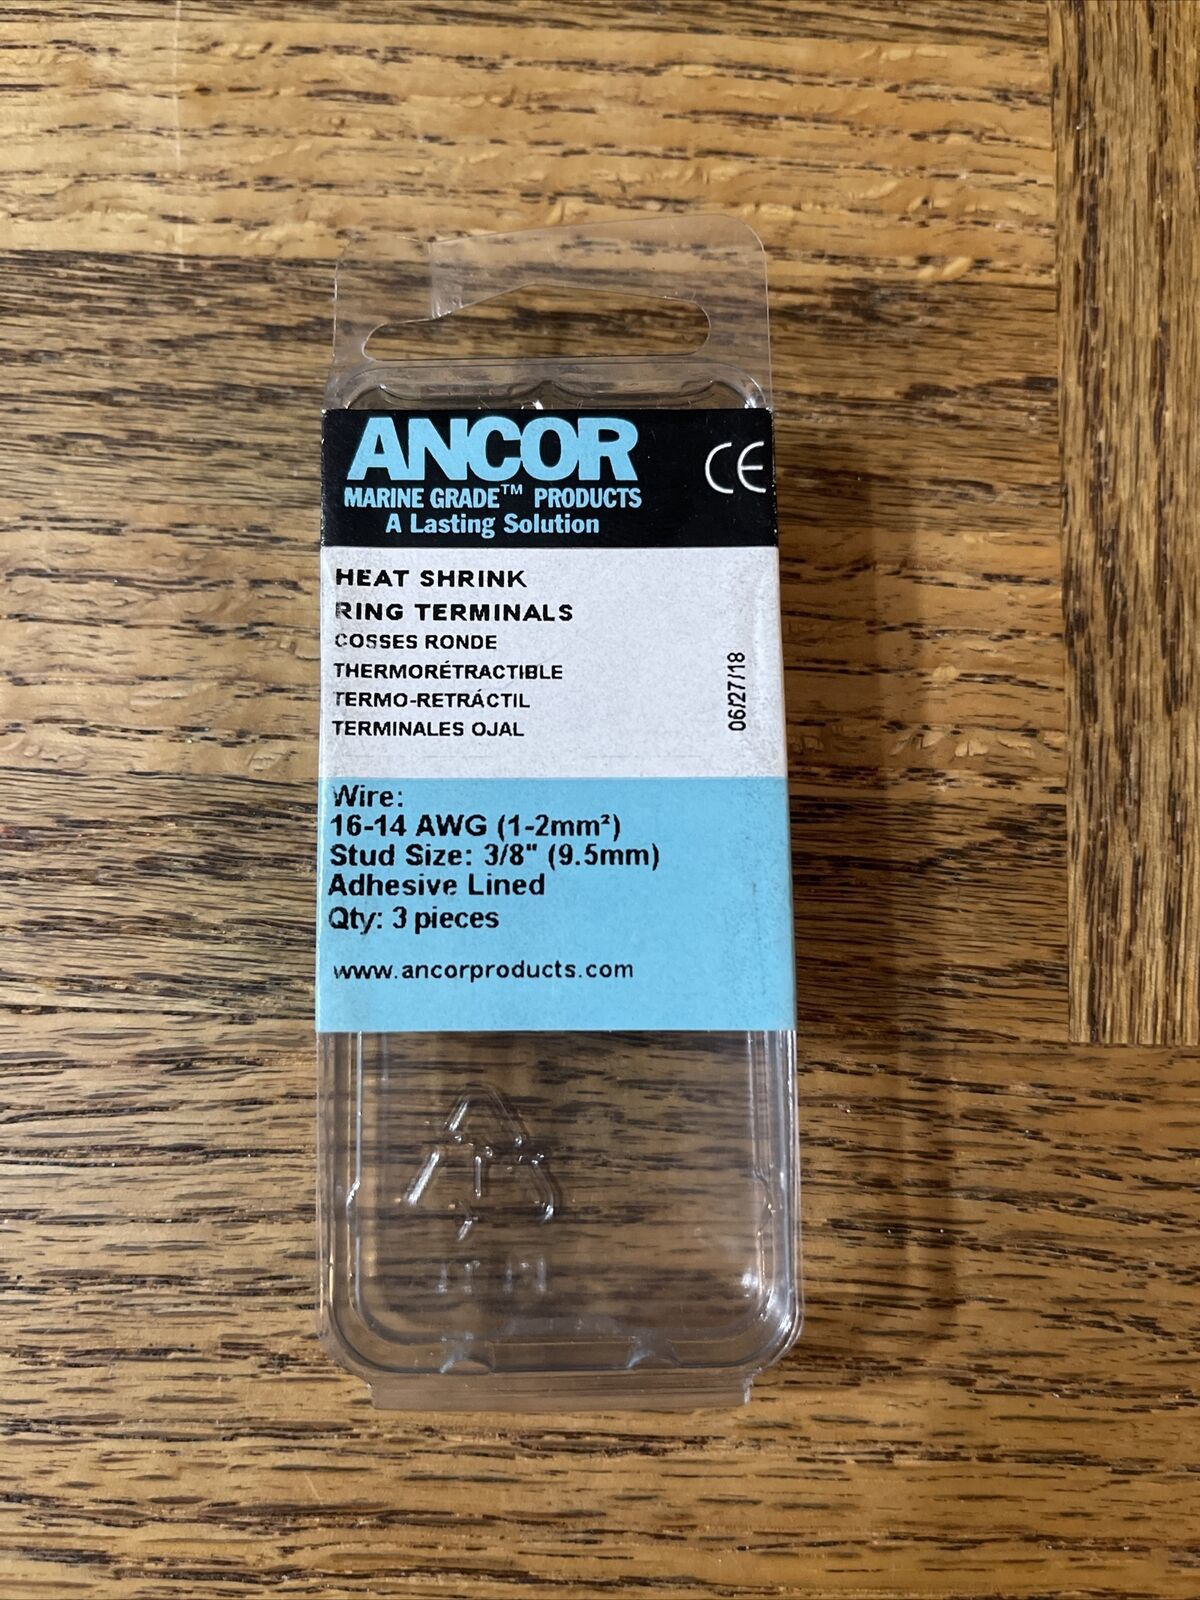 ANCOR
MARINE GRADE™ PRODUCTS
A Lasting Solution
CE
HEAT SHRINK
RING TERMINALS
COSSES RONDE
THERMORÉTRACTIBLE
TERMO-RETRÁCTIL
TERMINALES OJAL
06/27/18
Wire:
16-14 AWG (1-2mm²)
Stud Size: 3/8" (9.5mm)
Adhesive Lined
Qty: 3 pieces
www.ancorproducts.com